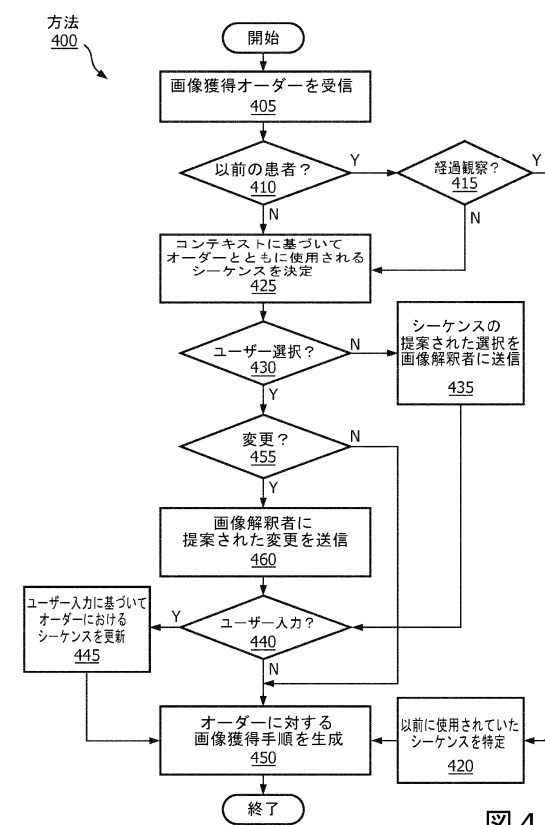 方法
400
開始
画像獲得オーダーを受信
405
以前の患者？
410
Y
N
経過観察？
415
Y
N
コンテキストに基づいて
オーダーとともに使用される
シーケンスを決定
425
ユーザー選択？
430
N
Y
シーケンスの
提案された選択を
画像解釈者に送信
435
変更？
455
N
Y
画像解釈者に
提案された変更を送信
460
ユーザー入力？
440
Y
N
ユーザー入力に基づいて
オーダーにおける
シーケンスを更新
445
オーダーに対する
画像獲得手順を生成
450
以前に使用されていた
シーケンスを特定
420
終了
図 4